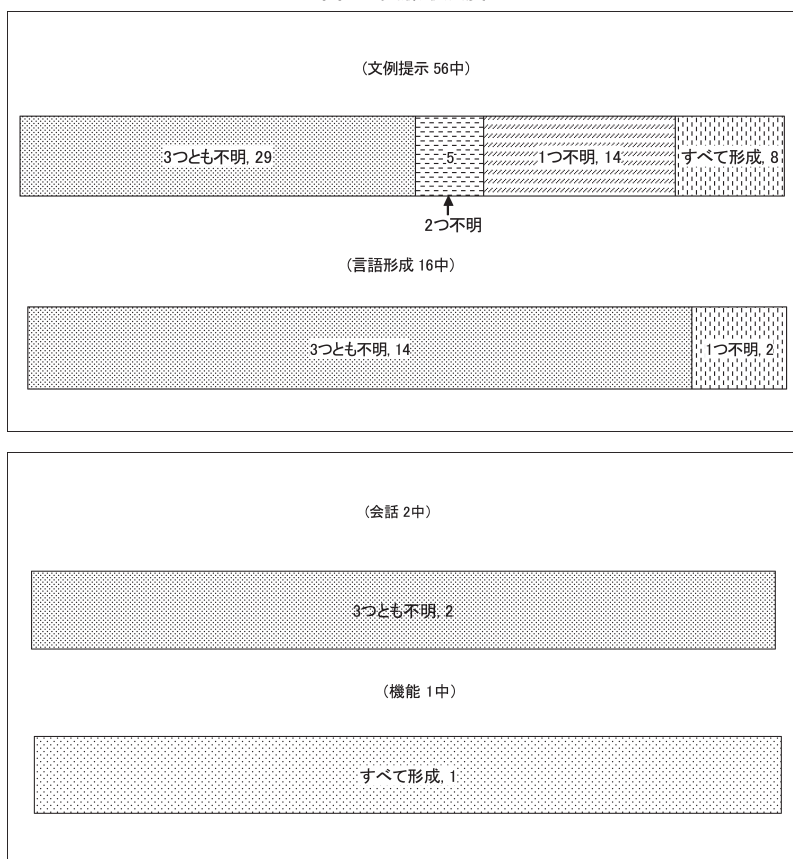 (文例提示 56中)
3つとも不明, 29
5
1つ不明, 14
すべて形成, 8
2つ不明
(言語形成 16中)
3つとも不明, 14
1つ不明, 2
(会話 2中)
3つとも不明, 2
(機能 1中)
すべて形成, 1